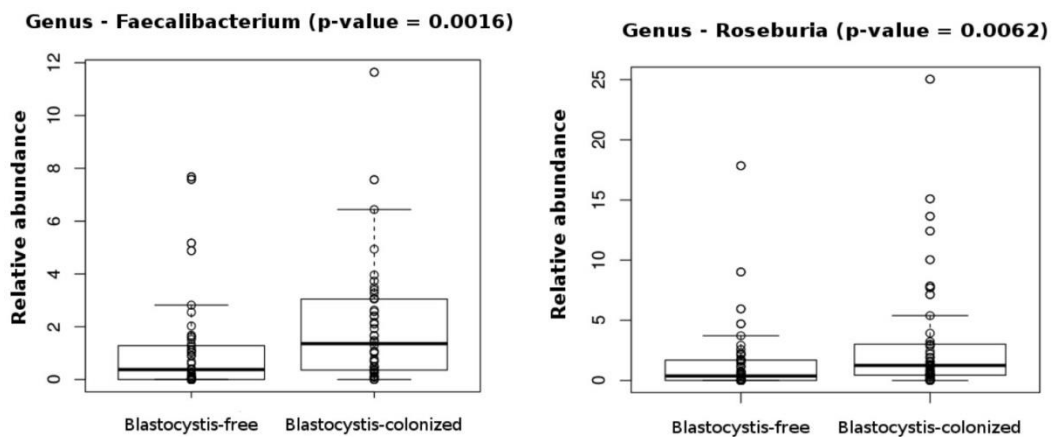 Genus - Faecalibacterium (p-value = 0.0016)
Relative abundance
12
10
8
6
4
2
0
Blastocystis-free Blastocystis-colonized
Genus - Roseburia (p-value = 0.0062)
Relative abundance
25
20
15
10
5
0
Blastocystis-free Blastocystis-colonized